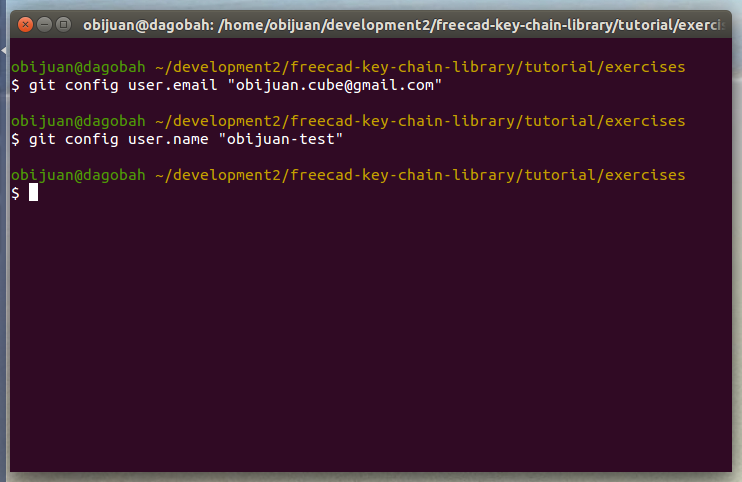 obijuan@dagobah: /home/obijuan/development2/freecad-key-chain-library/tutorial/exercis
obijuan@dagobah ~/development2/freecad-key-chain-library/tutorial/exercises
$ git config user.email "obijuan.cube@gmail.com"
obijuan@dagobah ~/development2/freecad-key-chain-library/tutorial/exercises
$ git config user.name "obijuan-test"
obijuan@dagobah ~/development2/freecad-key-chain-library/tutorial/exercises
$